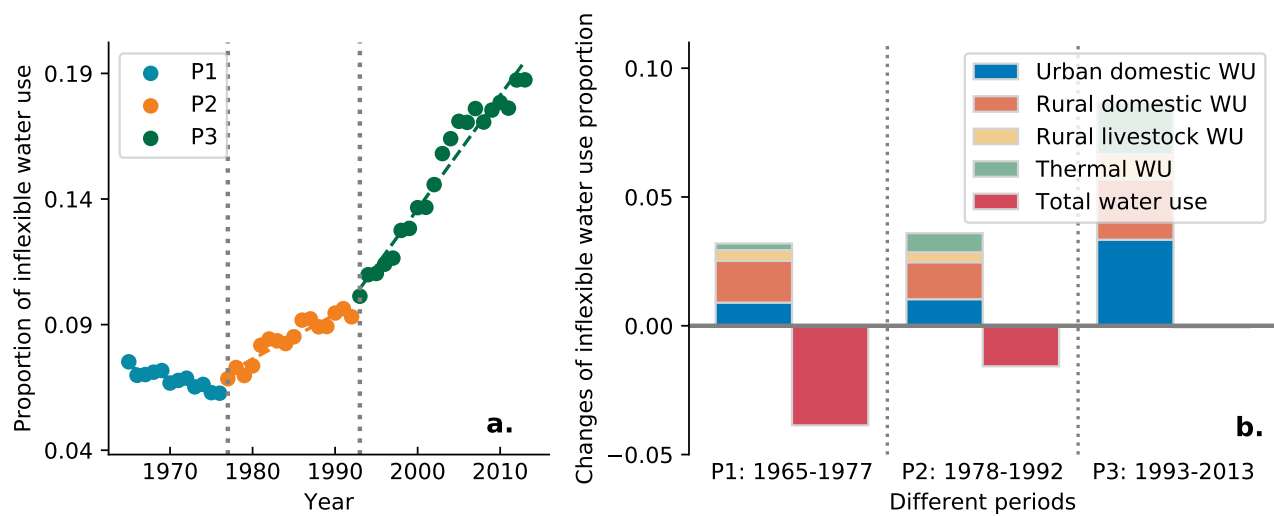 Proportion of inflexible water use
0.19
0.14
0.09
0.04
P1
P2
P3
a.
1970
1980
1990
2000
2010
Year
Changes of inflexible water use proportion
0.10
0.05
0.00
−0.05
Urban domestic WU
Rural domestic WU
Rural livestock WU
Thermal WU
Total water use
b.
P1: 1965-1977
P2: 1978-1992
P3: 1993-2013
Different periods